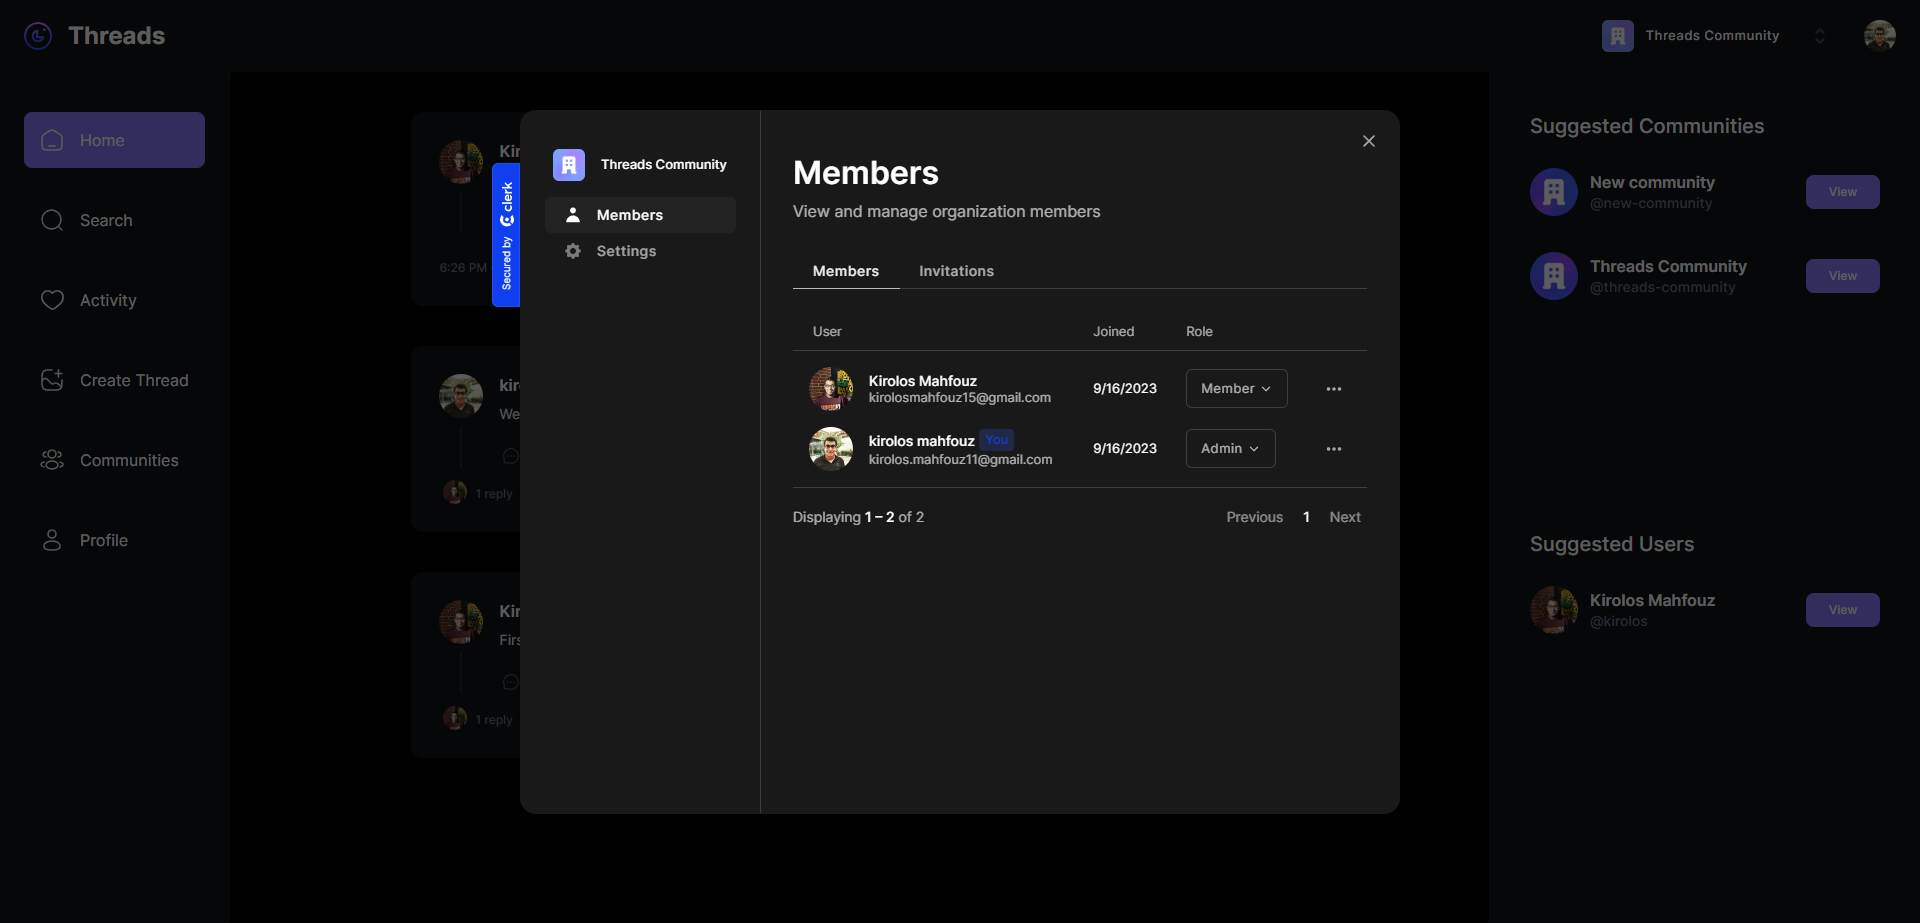 Threads
Threads Community
Home
Search
Activity
Create Thread
Communities
Profile
Kir
6:26 PM
kir
We
1 reply
Kir
Firs
1 reply
Secured by clerk
Threads Community
Members
Settings
Members
View and manage organization members
Members Invitations
User Joined Role
Kirolos Mahfouz
kirolosmahfouz15@gmail.com
9/16/2023 Member
kirolos mahfouz You
kirolos.mahfouz11@gmail.com
9/16/2023 Admin
Displaying 1 – 2 of 2
Previous 1 Next
Suggested Communities
New community
@new-community
View
Threads Community
@threads-community
View
Suggested Users
Kirolos Mahfouz
@kirolos
View